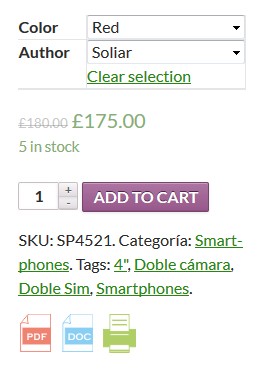 Color Red
Author Soliar
Clear selection
£180.00 £175.00
5 in stock
1 + -
ADD TO CART
SKU: SP4521. Categoría: Smart-
phones. Tags: 4", Doble cámara,
Doble Sim, Smartphones.
PDF DOC